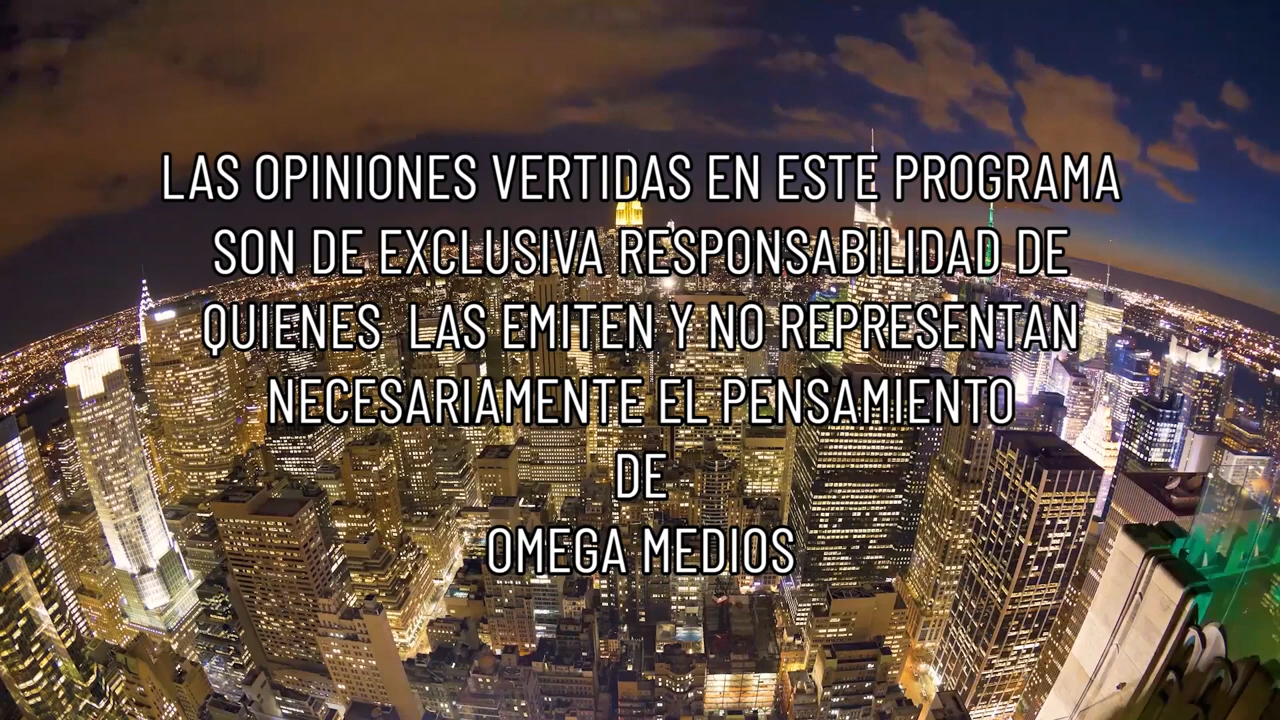 LAS OPINIONES VERTIDAS EN ESTE PROGRAMA
SON DE EXCLUSIVA RESPONSABILIDAD DE
QUIENES  LAS EMITEN Y NO REPRESENTAN
NECESARIAMENTE EL PENSAMIENTO
DE
OMEGA MEDIOS